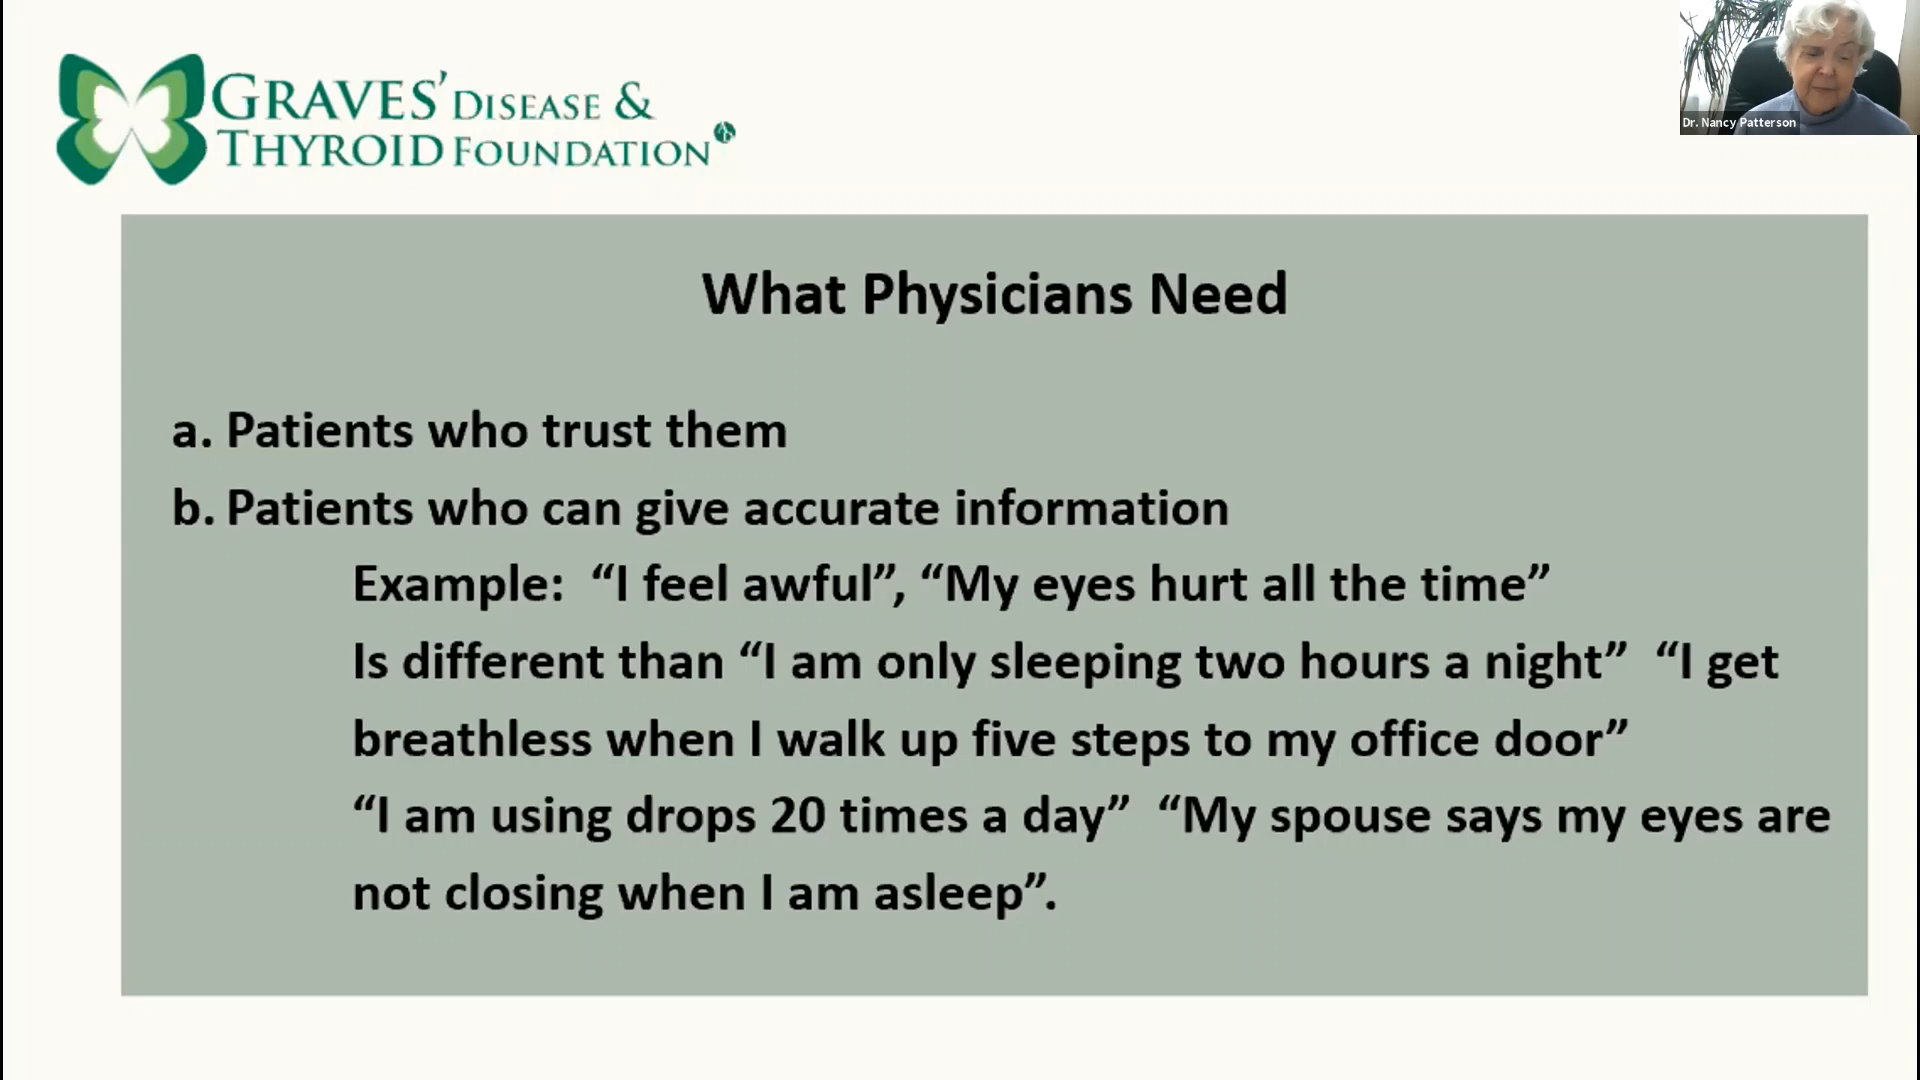 GRAVES' DISEASE &
THYROID FOUNDATION
Dr. Nancy Patterson
What Physicians Need
a. Patients who trust them
b. Patients who can give accurate information
Example:  “I feel awful”, “My eyes hurt all the time”
Is different than “I am only sleeping two hours a night”  “I get
breathless when I walk up five steps to my office door”
“I am using drops 20 times a day”  “My spouse says my eyes are
not closing when I am asleep”.